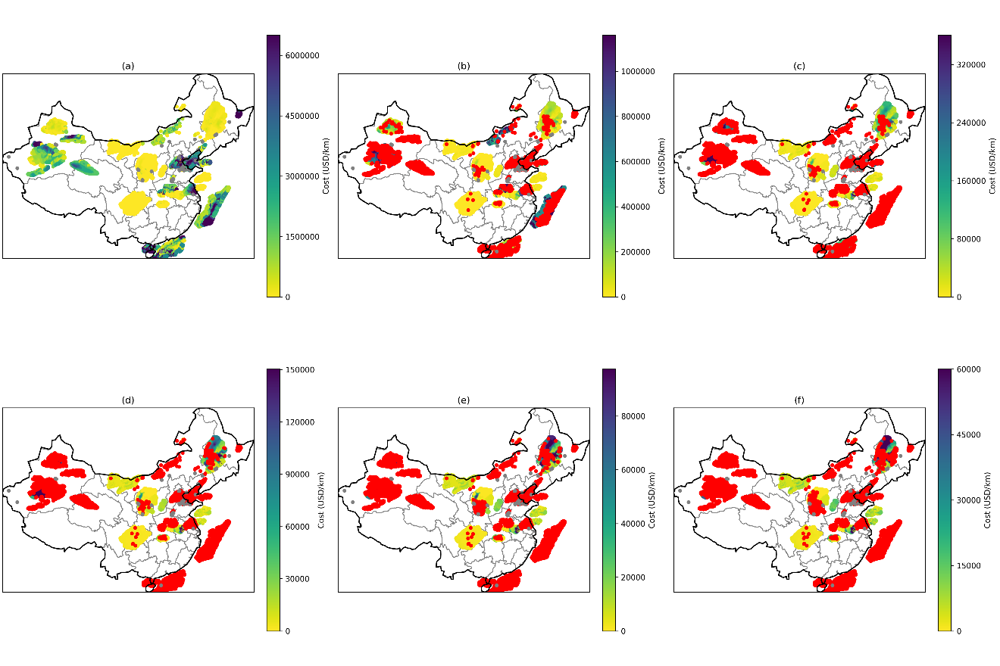 (a)
6000000
4500000
3000000
1500000
0
Cost (USD/km)
(b)
1000000
800000
600000
400000
200000
0
Cost (USD/km)
(c)
320000
240000
160000
80000
0
Cost (USD/km)
(d)
150000
120000
90000
60000
30000
0
Cost (USD/km)
(e)
80000
60000
40000
20000
0
Cost (USD/km)
(f)
60000
45000
30000
15000
0
Cost (USD/km)